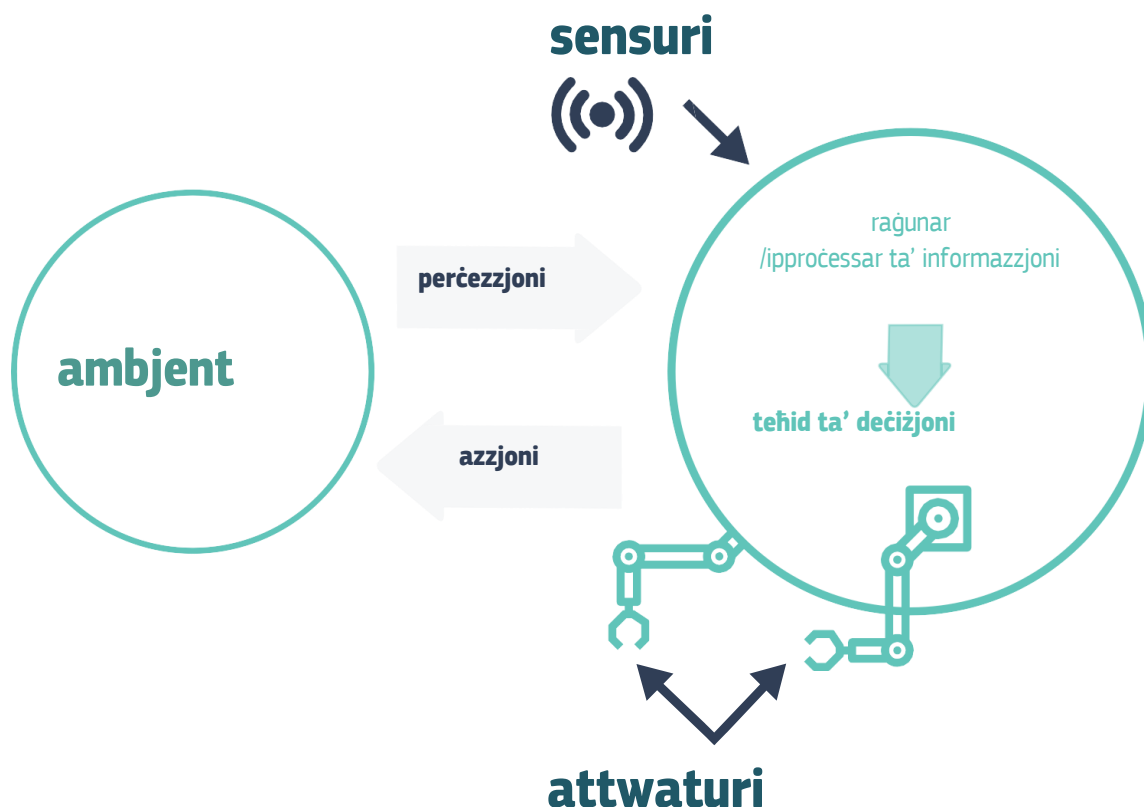 sensuri
raġunar
/ipproċessar ta’ informazzjoni
perċezzjoni
ambjent
teħid ta’ deċiżjoni
azzjoni
attwaturi